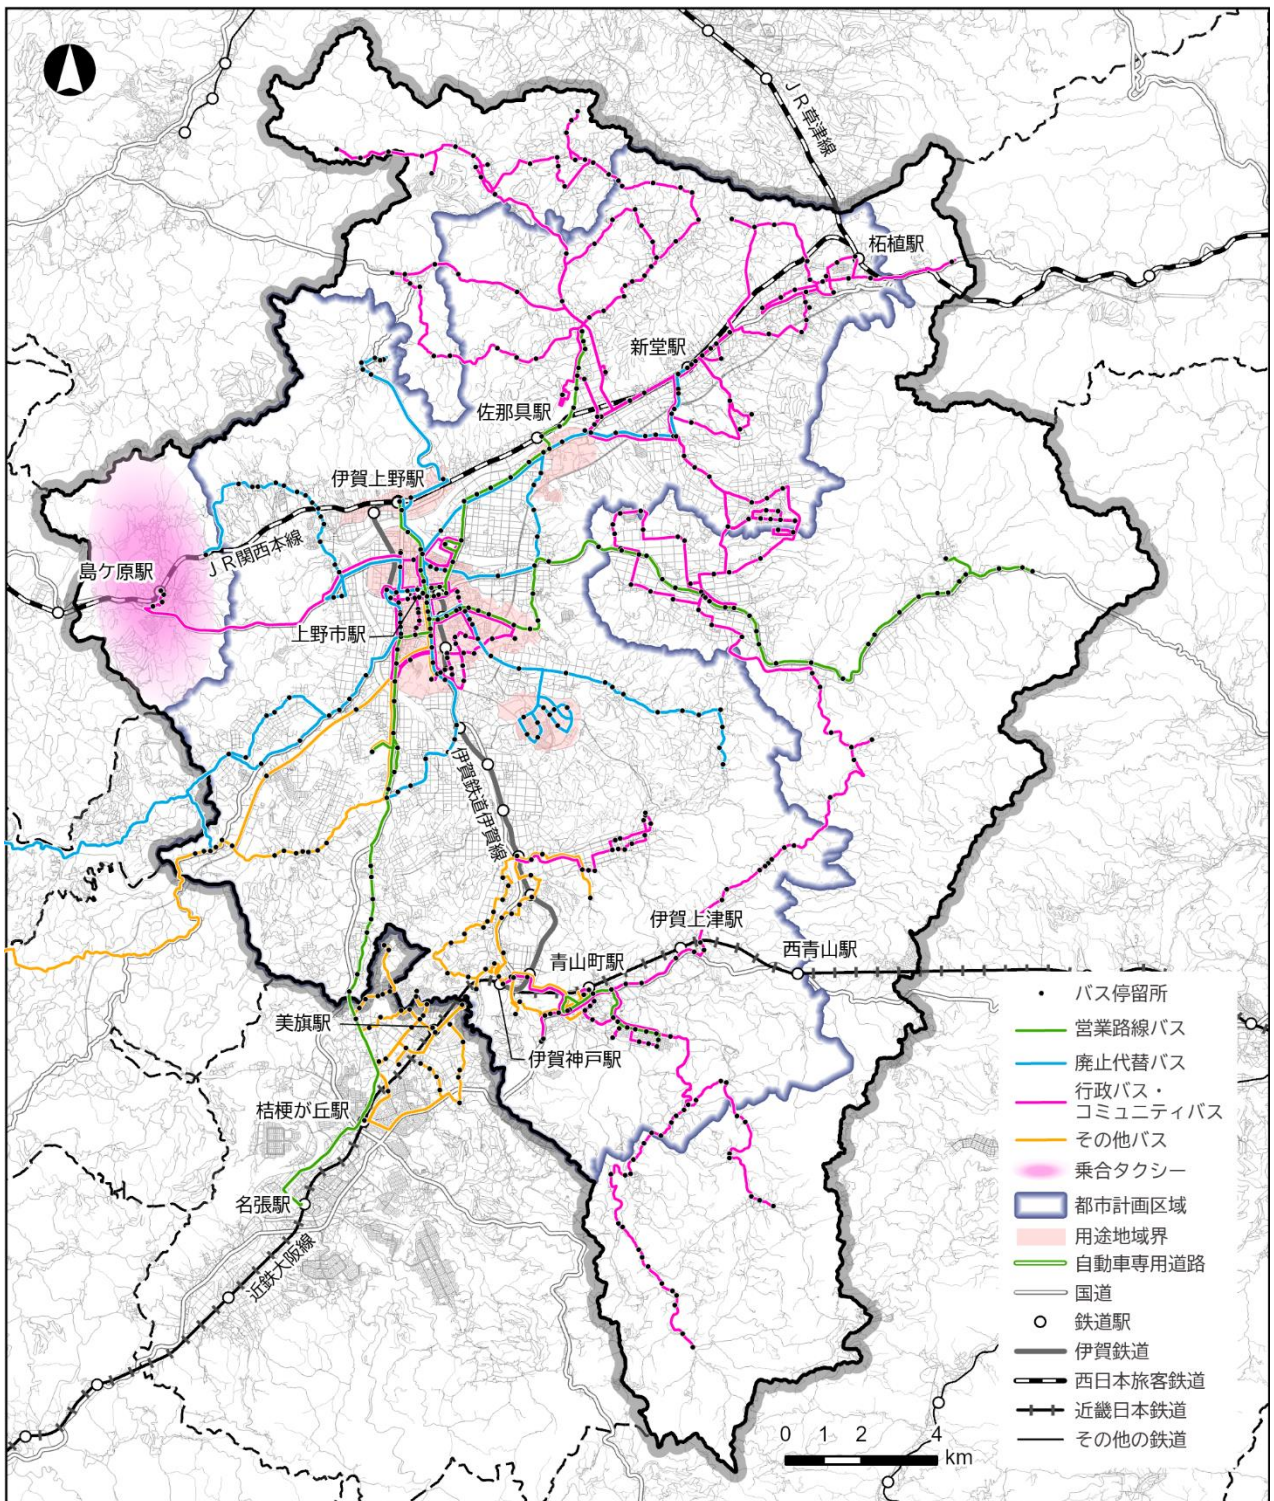 JR草津線
柘植駅
新堂駅
佐那具駅
伊賀上野駅
JR関西本線
島ケ原駅
上野市駅
伊賀鉄道伊賀線
伊賀上津駅
西青山駅
青山町駅
美旗駅
伊賀神戸駅
桔梗が丘駅
名張駅
近鉄大阪線
バス停留所
営業路線バス
廃止代替バス
行政バス・
コミュニティバス
その他バス
乗合タクシー
都市計画区域
用途地域界
自動車専用道路
国道
鉄道駅
伊賀鉄道
西日本旅客鉄道
近畿日本鉄道
その他の鉄道
0 1 2 4
km